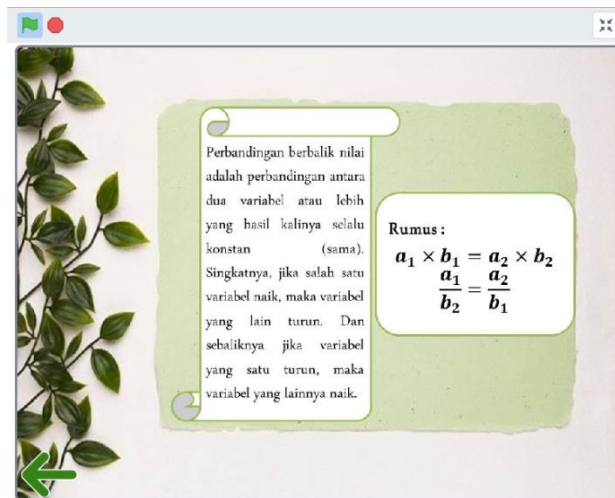 Perbandingan berbalik nilai
adalah perbandingan antara
dua variabel atau lebih
yang hasil kalinya selalu
konstan (sama).
Singkatnya, jika salah satu
variabel naik, maka variabel
yang lain turun. Dan
sebaliknya jika variabel
yang satu turun, maka
variabel yang lainnya naik.
Rumus :
a₁ × b₁ = a₂ × b₂
a₁/b₂ = a₂/b₁